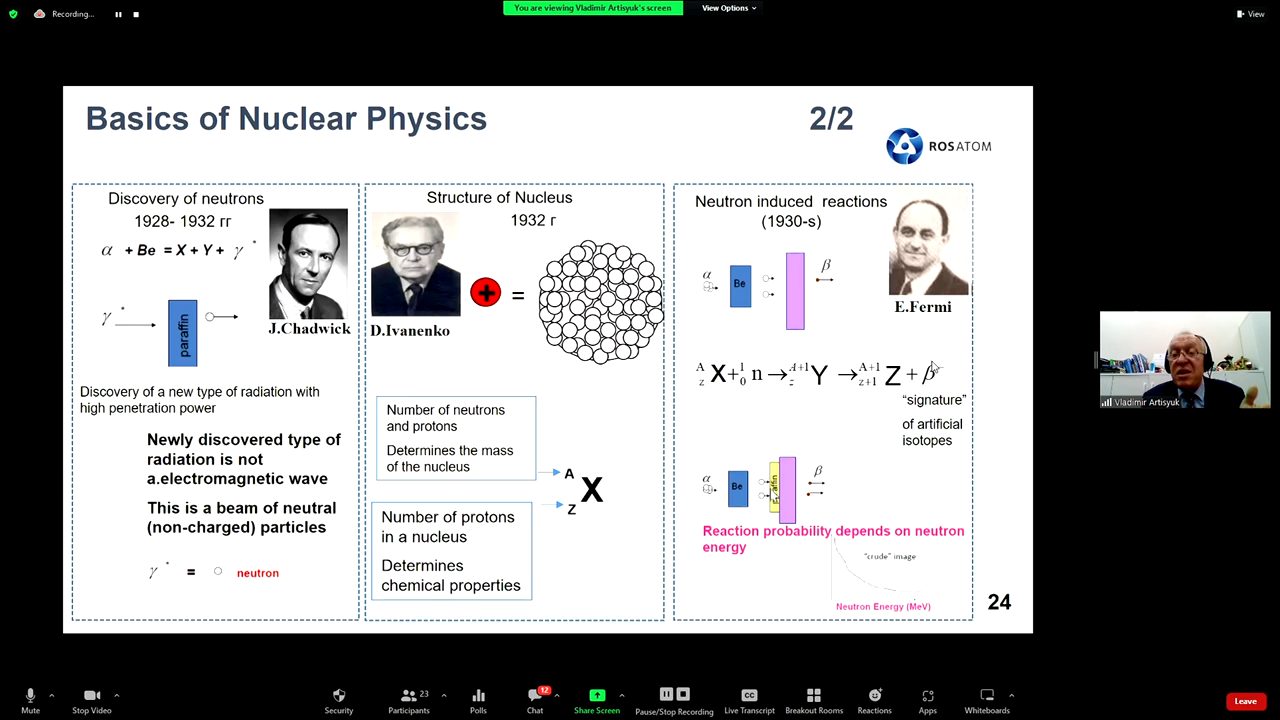 Recording...
You are viewing Vladimir Artisyuk's screen
View Options
View
Basics of Nuclear Physics 2/2
ROSATOM
Discovery of neutrons
1928- 1932 гг
α + Be = X + Y + γ *
γ *
paraffin
J.Chadwick
Discovery of a new type of radiation with
high penetration power
Newly discovered type of
radiation is not
a.electromagnetic wave
This is a beam of neutral
(non-charged) particles
γ * = neutron
Structure of Nucleus
1932 г
D.Ivanenko
+ =
Number of neutrons
and protons
Determines the mass
of the nucleus
A
X
Z
Number of protons
in a nucleus
Determines
chemical properties
Neutron induced reactions
(1930-s)
α
Be
β
E.Fermi
A z X + 1 0 n → A+1 z Y → A+1 z+1 Z + β
“signature”
of artificial
isotopes
α
Be
β
Reaction probability depends on neutron
energy
“crude” image
Neutron Energy (MeV)
24
Vladimir Artisyuk
Mute
Stop Video
Security
Participants 23
Polls
Chat 12
Share Screen
Pause/Stop Recording
CC
Live Transcript
Breakout Rooms
Reactions
Apps
Whiteboards
Leave